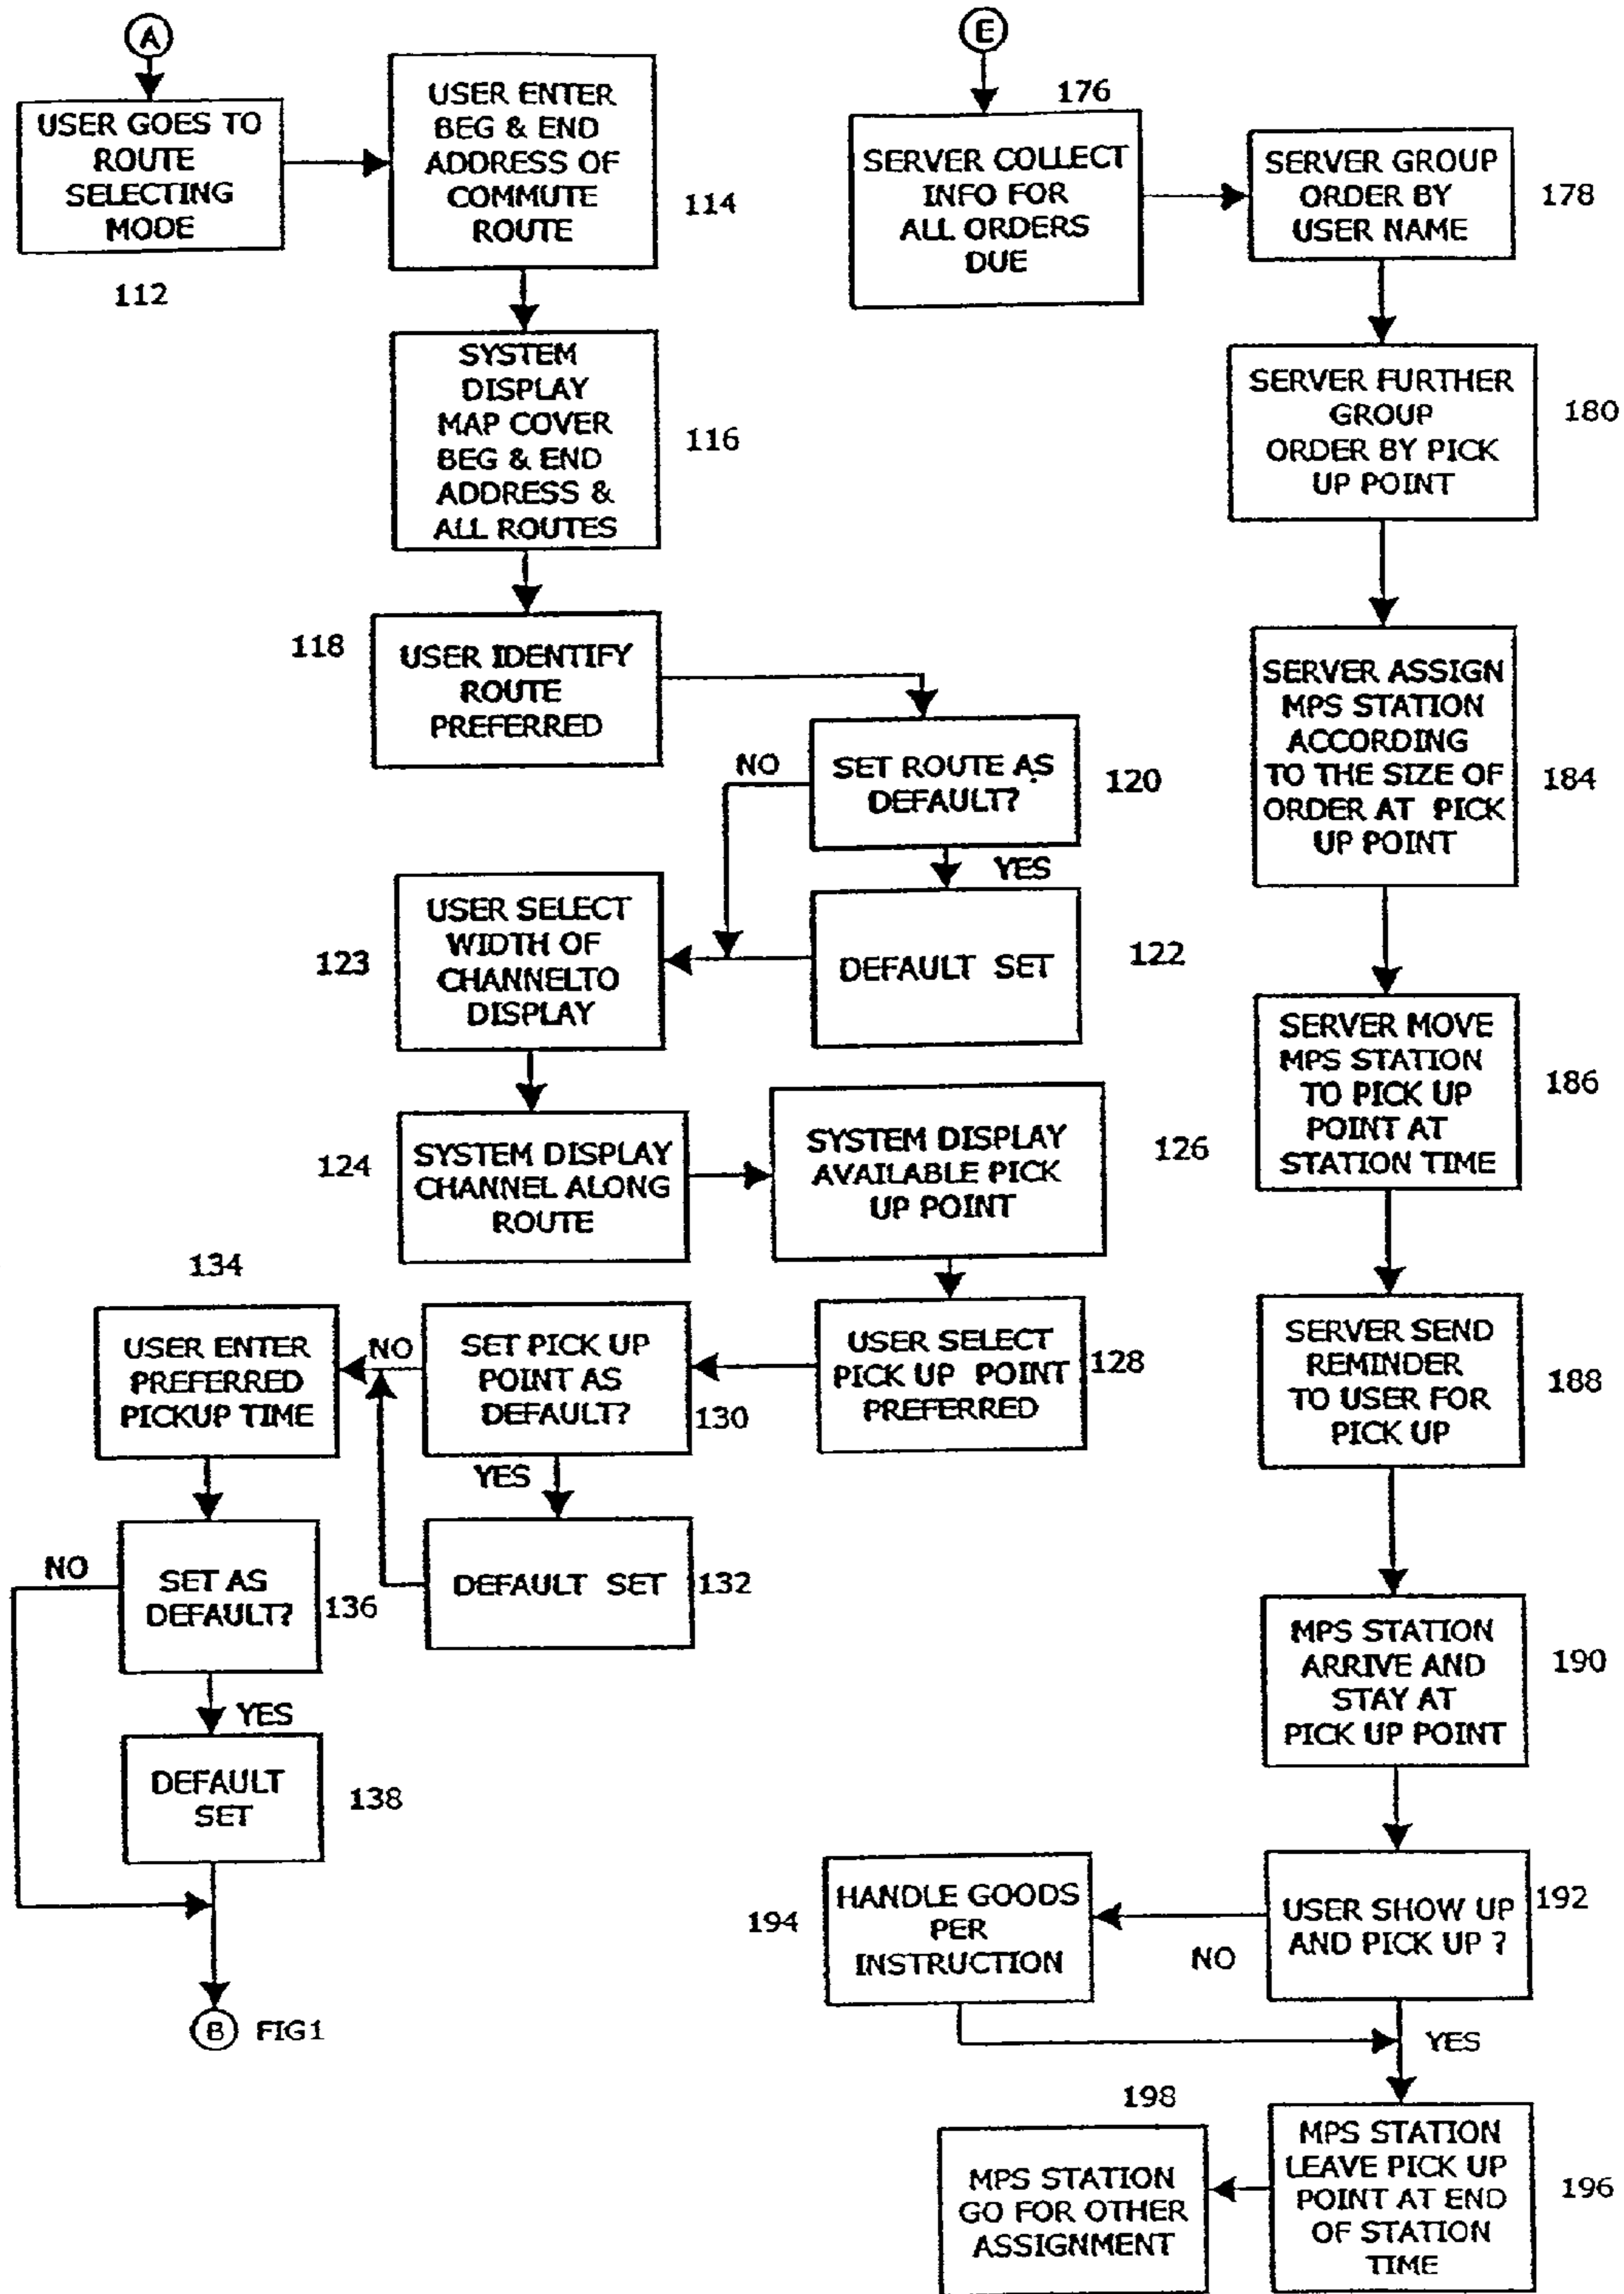 A
USER GOES TO
ROUTE
SELECTING
MODE
112
USER ENTER
BEG & END
ADDRESS OF
COMMUTE
ROUTE
114
SYSTEM
DISPLAY
MAP COVER
BEG & END
ADDRESS &
ALL ROUTES
116
118
USER IDENTIFY
ROUTE
PREFERRED
SET ROUTE AS
DEFAULT?
120
NO
YES
DEFAULT SET
122
123
USER SELECT
WIDTH OF
CHANNELTO
DISPLAY
124
SYSTEM DISPLAY
CHANNEL ALONG
ROUTE
SYSTEM DISPLAY
AVAILABLE PICK
UP POINT
126
USER SELECT
PICK UP POINT
PREFERRED
128
SET PICK UP
POINT AS
DEFAULT?
130
NO
YES
DEFAULT SET
132
134
USER ENTER
PREFERRED
PICKUP TIME
SET AS
DEFAULT?
136
NO
YES
DEFAULT
SET
138
B FIG1
E
176
SERVER COLLECT
INFO FOR
ALL ORDERS
DUE
SERVER GROUP
ORDER BY
USER NAME
178
SERVER FURTHER
GROUP
ORDER BY PICK
UP POINT
180
SERVER ASSIGN
MPS STATION
ACCORDING
TO THE SIZE OF
ORDER AT PICK
UP POINT
184
SERVER MOVE
MPS STATION
TO PICK UP
POINT AT
STATION TIME
186
SERVER SEND
REMINDER
TO USER FOR
PICK UP
188
MPS STATION
ARRIVE AND
STAY AT
PICK UP POINT
190
USER SHOW UP
AND PICK UP ?
192
NO
YES
194
HANDLE GOODS
PER
INSTRUCTION
MPS STATION
LEAVE PICK UP
POINT AT END
OF STATION
TIME
196
198
MPS STATION
GO FOR OTHER
ASSIGNMENT